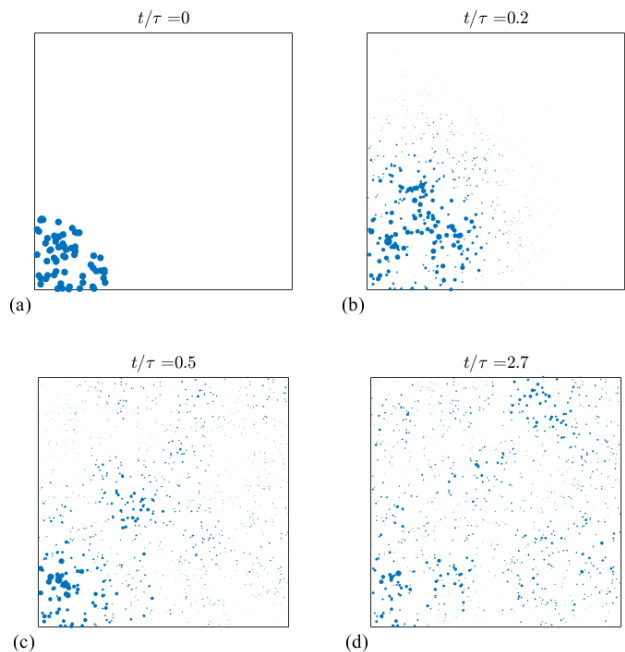 t/τ =0
t/τ =0.2
(a)
(b)
t/τ =0.5
t/τ =2.7
(c)
(d)